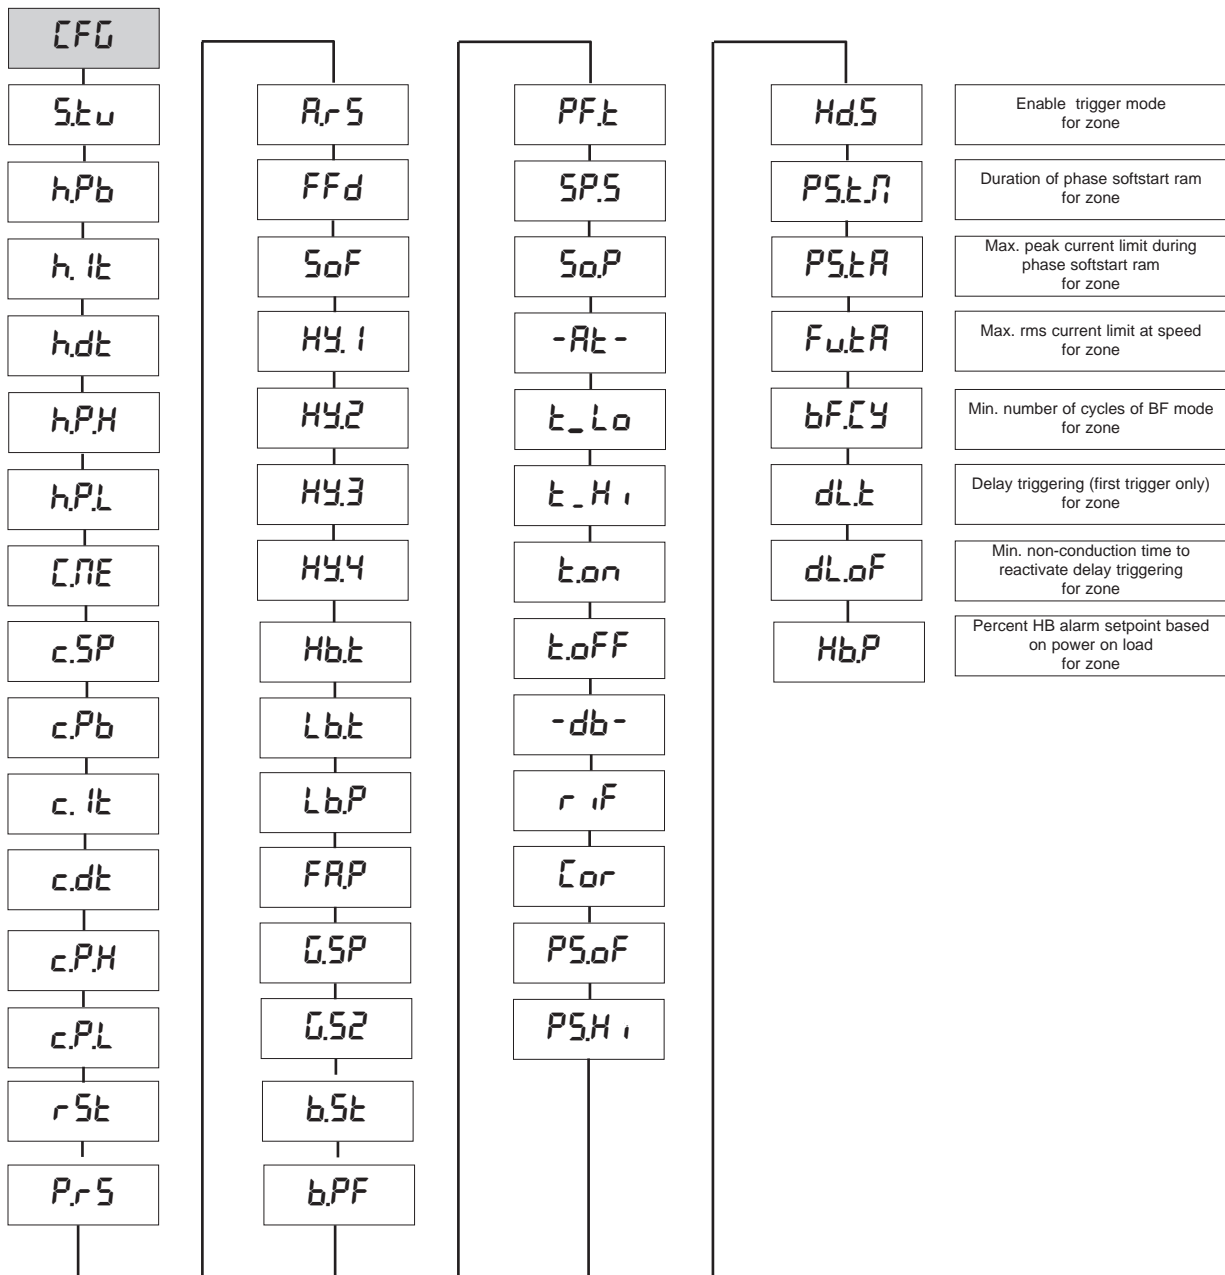 CFG
S.tu
h.Pb
h.It
h.dt
h.P.H
h.P.L
C.ME
c.SP
c.Pb
c.It
c.dt
c.P.H
c.P.L
rSt
P.rS
A.rS
FFd
SoF
HY.1
HY.2
HY.3
HY.4
Hb.t
Lb.t
Lb.P
FA.P
G.SP
G.S2
b.St
b.PF
PF.t
SP.S
So.P
-At-
t_Lo
t_Hi
t.on
t.oFF
-db-
riF
Cor
PS.oF
PS.Hi
Hd.S
Enable trigger mode
for zone
PS.t.M
Duration of phase softstart ram
for zone
PS.tA
Max. peak current limit during
phase softstart ram
for zone
Fu.tA
Max. rms current limit at speed
for zone
bF.CY
Min. number of cycles of BF mode
for zone
dL.t
Delay triggering (first trigger only)
for zone
dL.oF
Min. non-conduction time to
reactivate delay triggering
for zone
Hb.P
Percent HB alarm setpoint based
on power on load
for zone